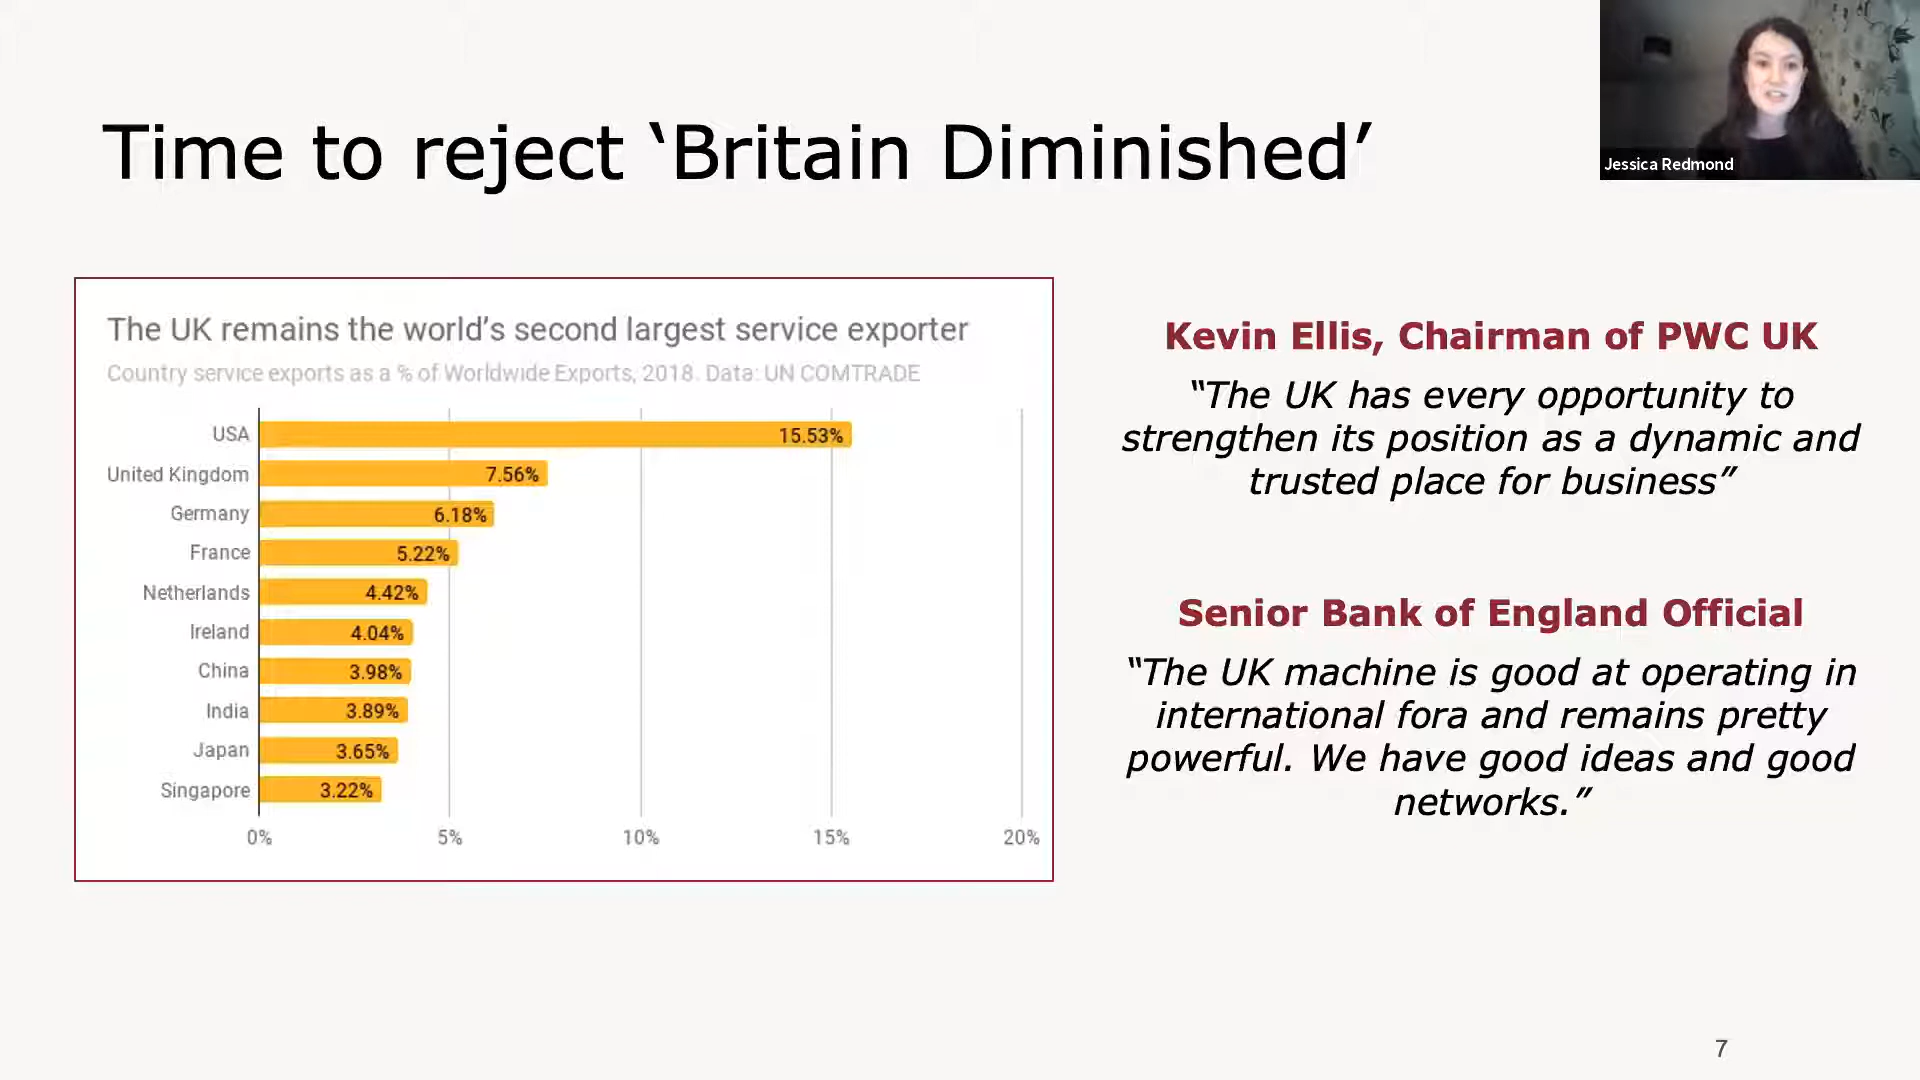 Time to reject ‘Britain Diminished’
Jessica Redmond
The UK remains the world’s second largest service exporter
Country service exports as a % of Worldwide Exports, 2018. Data: UN COMTRADE
USA 15.53%
United Kingdom 7.56%
Germany 6.18%
France 5.22%
Netherlands 4.42%
Ireland 4.04%
China 3.98%
India 3.89%
Japan 3.65%
Singapore 3.22%
0% 5% 10% 15% 20%
Kevin Ellis, Chairman of PWC UK
“The UK has every opportunity to
strengthen its position as a dynamic and
trusted place for business”
Senior Bank of England Official
“The UK machine is good at operating in
international fora and remains pretty
powerful. We have good ideas and good
networks.”
7